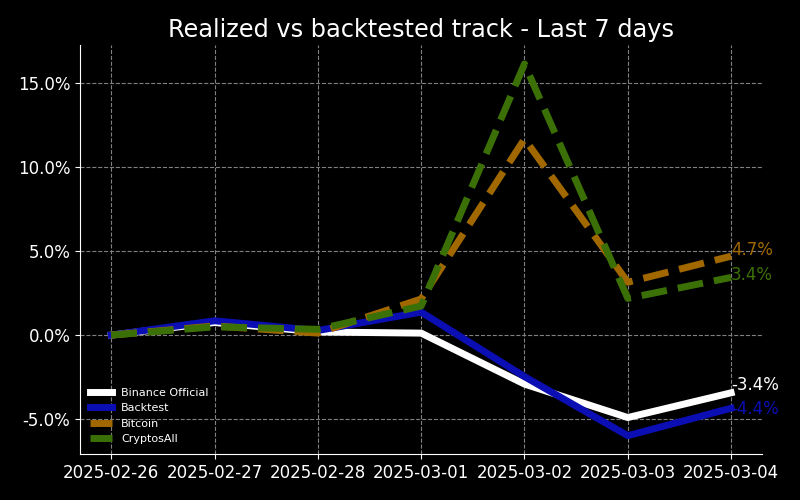 Realized vs backtested track - Last 7 days
15.0%
10.0%
5.0%
0.0%
-5.0%
4.7%
3.4%
-3.4%
-4.4%
Binance Official
Backtest
Bitcoin
CryptosAll
2025-02-26 2025-02-27 2025-02-28 2025-03-01 2025-03-02 2025-03-03 2025-03-04